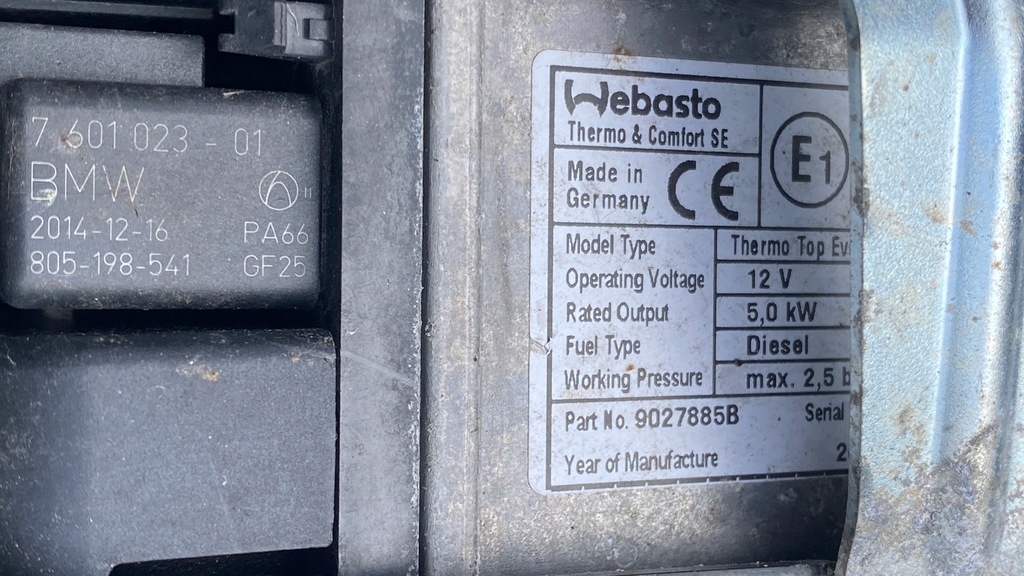 7 601 023 - 01
BMW
2014-12-16 PA66
805-198-541 GF25
Webasto
Thermo & Comfort SE
E1
Made in
Germany
CE
Model Type Thermo Top Ev
Operating Voltage 12 V
Rated Output 5,0 kW
Fuel Type Diesel
Working Pressure max. 2,5 b
Part No. 9027885B Serial
Year of Manufacture 2